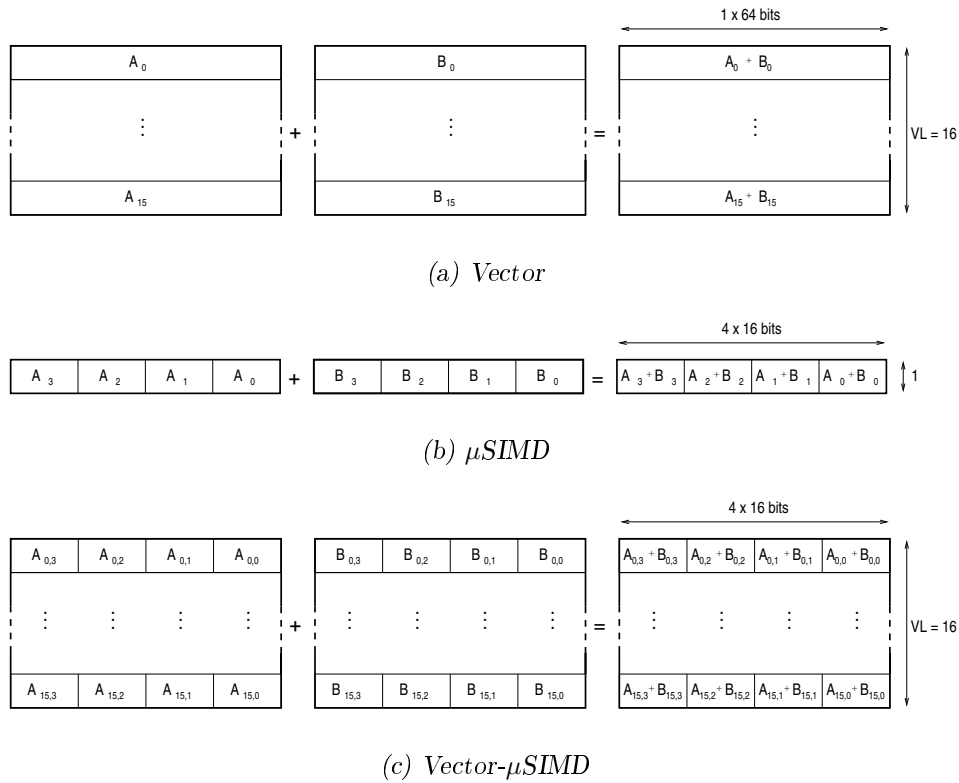 1 x 64 bits
A 0 B 0 A0 + B0
⋮ + ⋮ = ⋮ VL = 16
A 15 B 15 A15 + B15
(a) Vector
4 x 16 bits
A 3 A 2 A 1 A 0 + B 3 B 2 B 1 B 0 = A 3 + B 3 A 2 + B 2 A 1 + B 1 A 0 + B 0 1
(b) μSIMD
4 x 16 bits
A 0,3 A 0,2 A 0,1 A 0,0 B 0,3 B 0,2 B 0,1 B 0,0 A0,3 + B0,3 A0,2 + B0,2 A0,1 + B0,1 A0,0 + B0,0
⋮ ⋮ ⋮ ⋮ + ⋮ ⋮ ⋮ ⋮ = ⋮ ⋮ ⋮ ⋮ VL = 16
A 15,3 A 15,2 A 15,1 A 15,0 B 15,3 B 15,2 B 15,1 B 15,0 A15,3 + B15,3 A15,2 + B15,2 A15,1 + B15,1 A15,0 + B15,0
(c) Vector-μSIMD